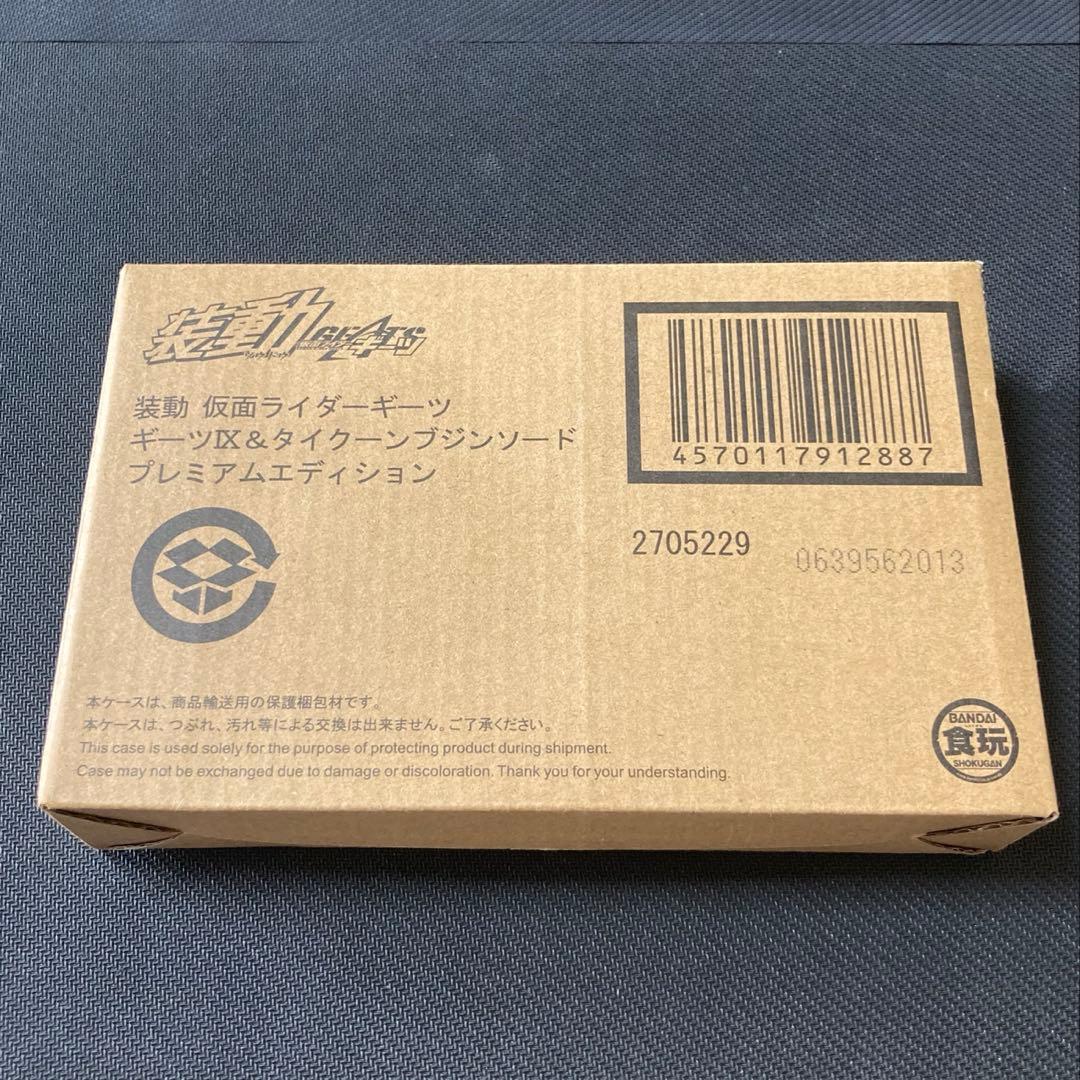 装動
ソウドウ
GEATS
装動 仮面ライダーギーツ
ギーツⅨ&タイクーンブジンソード
プレミアムエディション
4570117912887
2705229
0639562013
本ケースは、商品輸送用の保護梱包材です。
本ケースは、つぶれ、汚れ等による交換は出来ません。ご了承ください。
This case is used solely for the purpose of protecting product during shipment.
Case may not be exchanged due to damage or discoloration. Thank you for your understanding.
BANDAI
食玩
SHOKUGAN